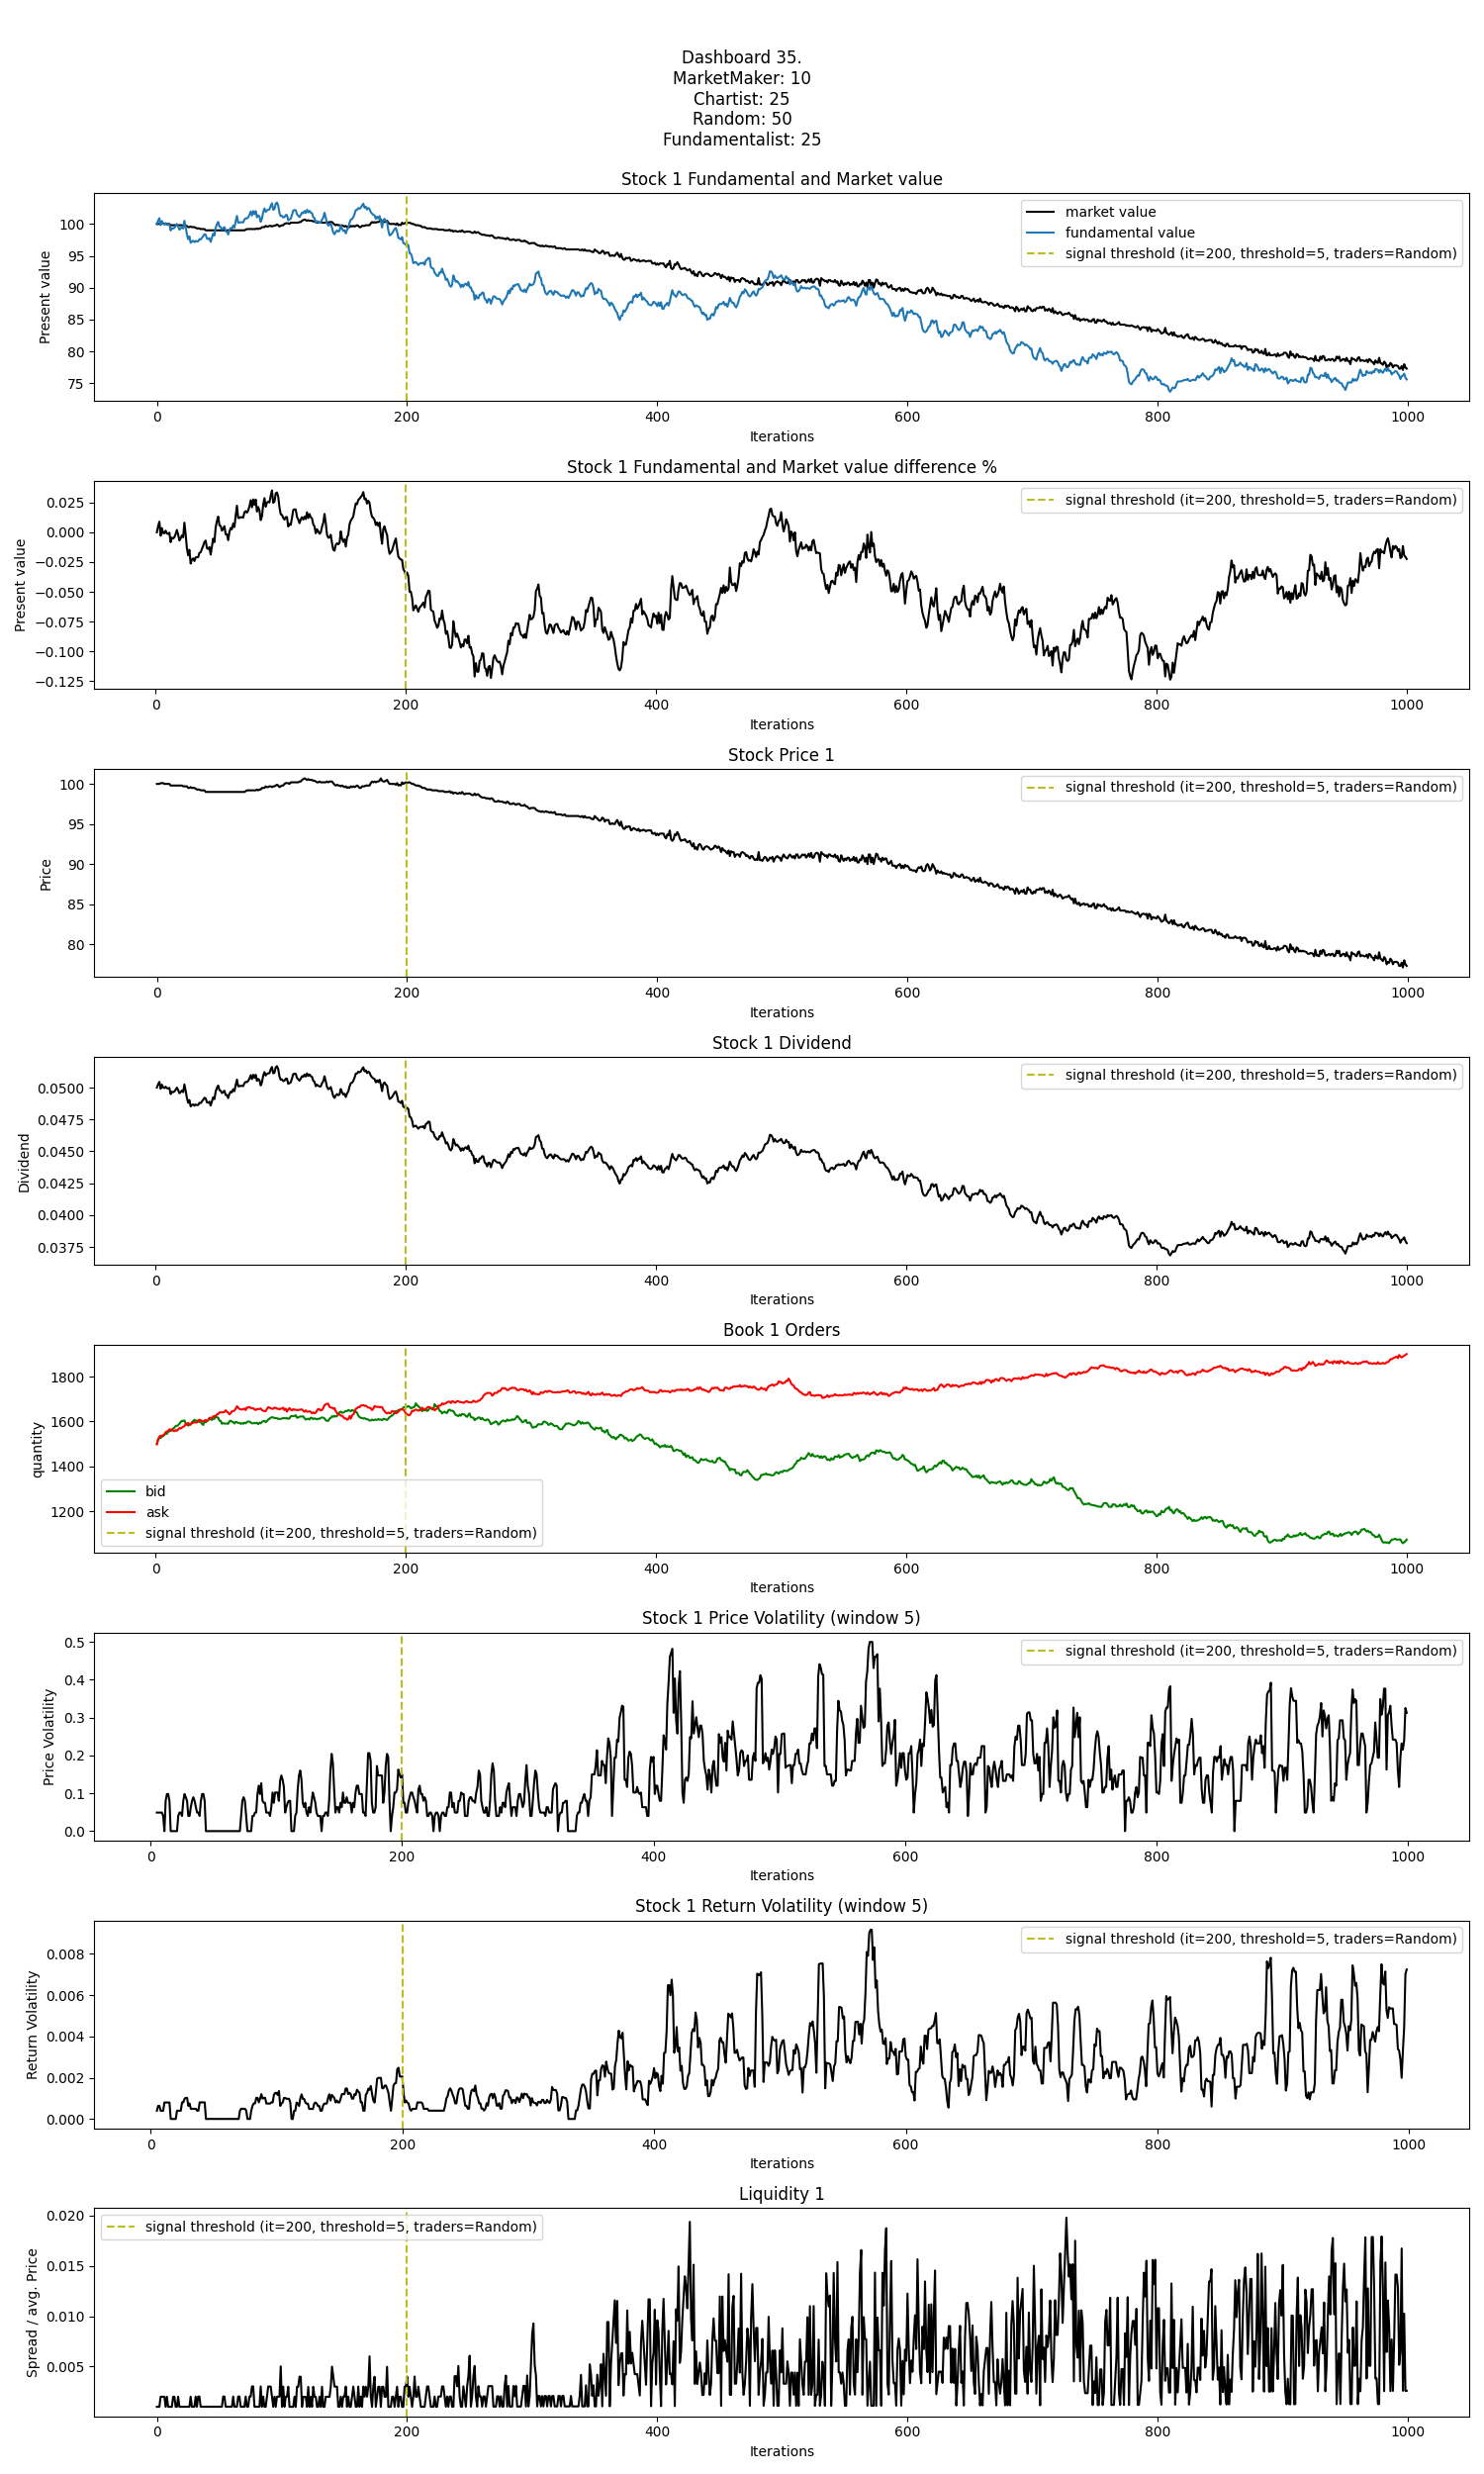 Dashboard 35.
MarketMaker: 10
Chartist: 25
Random: 50
Fundamentalist: 25
Stock 1 Fundamental and Market value
market value
fundamental value
signal threshold (it=200, threshold=5, traders=Random)
Present value
100
95
90
85
80
75
0 200 400 600 800 1000
Iterations
Stock 1 Fundamental and Market value difference %
signal threshold (it=200, threshold=5, traders=Random)
Present value
0.025
0.000
−0.025
−0.050
−0.075
−0.100
−0.125
0 200 400 600 800 1000
Iterations
Stock Price 1
signal threshold (it=200, threshold=5, traders=Random)
Price
100
95
90
85
80
0 200 400 600 800 1000
Iterations
Stock 1 Dividend
signal threshold (it=200, threshold=5, traders=Random)
Dividend
0.0500
0.0475
0.0450
0.0425
0.0400
0.0375
0 200 400 600 800 1000
Iterations
Book 1 Orders
quantity
1800
1600
1400
1200
bid
ask
signal threshold (it=200, threshold=5, traders=Random)
0 200 400 600 800 1000
Iterations
Stock 1 Price Volatility (window 5)
signal threshold (it=200, threshold=5, traders=Random)
Price Volatility
0.5
0.4
0.3
0.2
0.1
0.0
0 200 400 600 800 1000
Iterations
Stock 1 Return Volatility (window 5)
signal threshold (it=200, threshold=5, traders=Random)
Return Volatility
0.008
0.006
0.004
0.002
0.000
0 200 400 600 800 1000
Iterations
Liquidity 1
signal threshold (it=200, threshold=5, traders=Random)
Spread / avg. Price
0.020
0.015
0.010
0.005
0 200 400 600 800 1000
Iterations